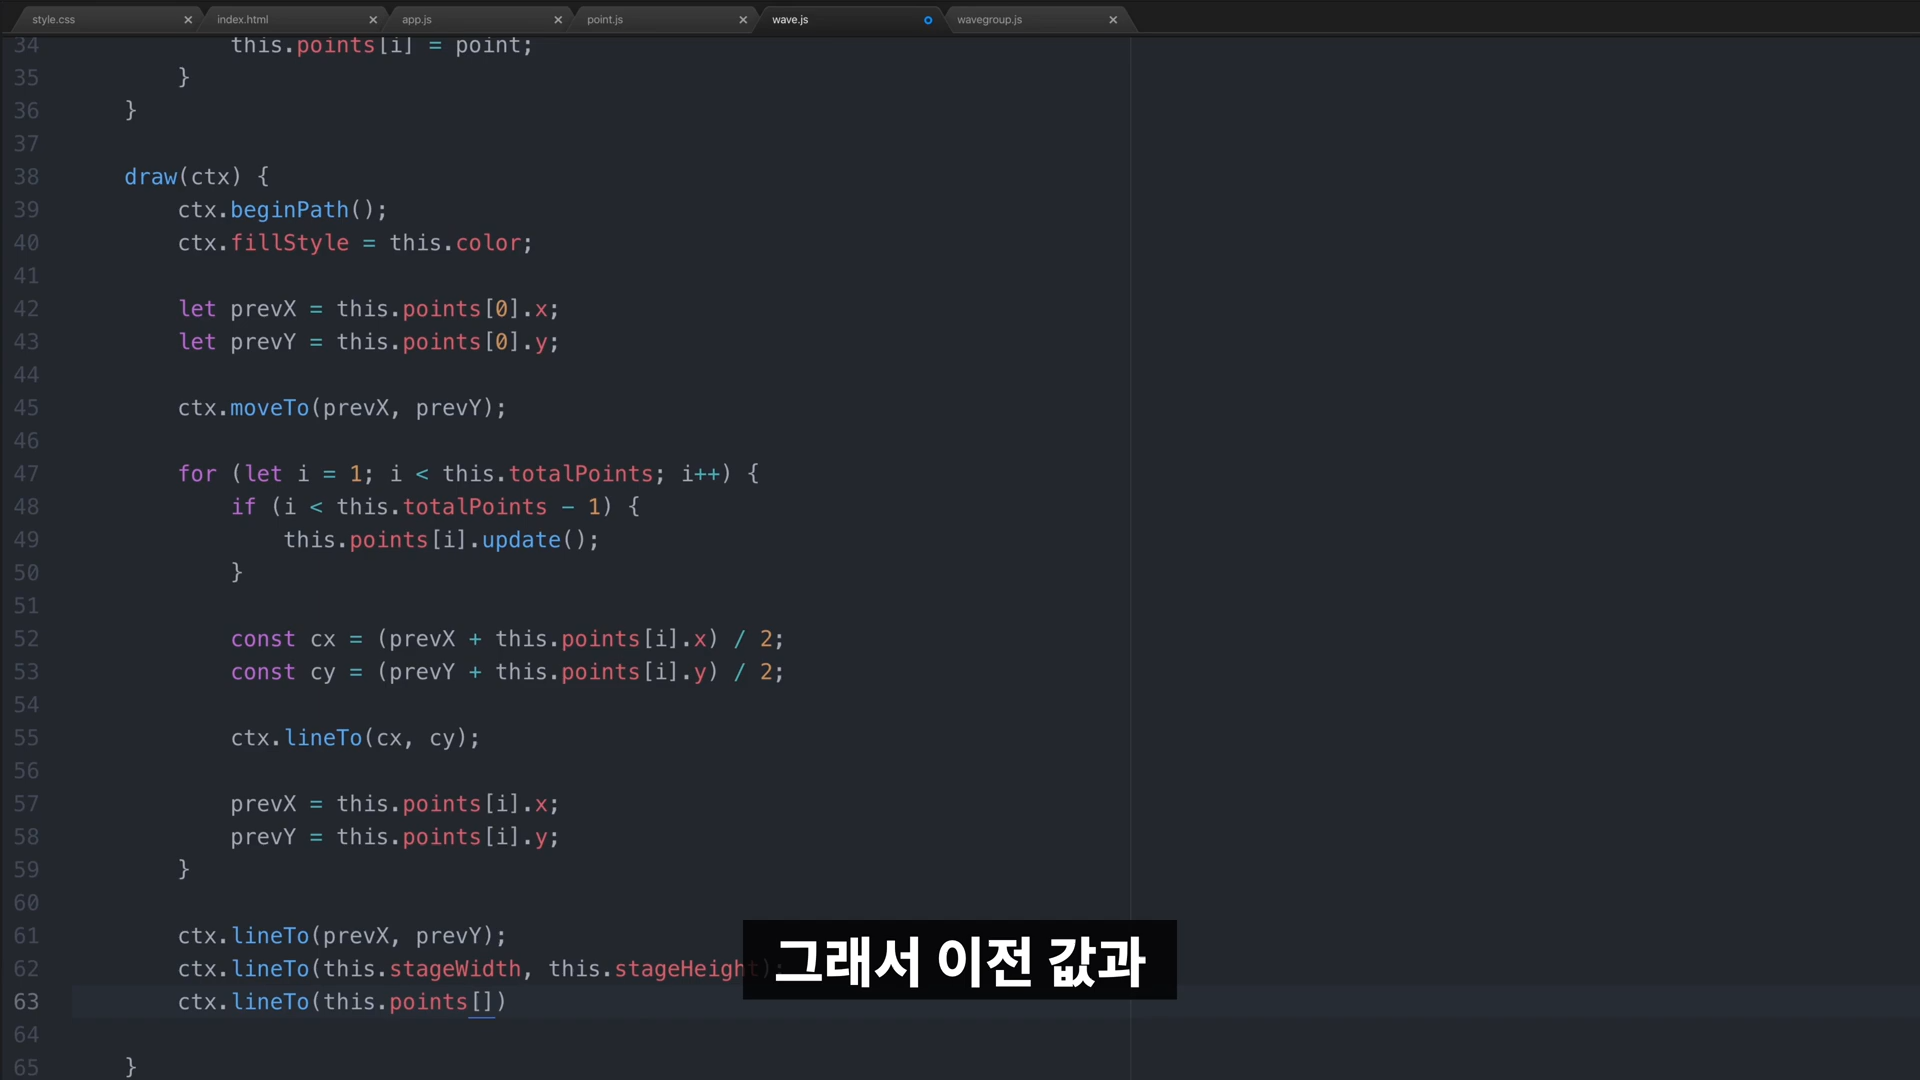 style.css × index.html × app.js × point.js × wave.js wavegroup.js ×
34 this.points[i] = point;
35 }
36 }
37
38 draw(ctx) {
39 ctx.beginPath();
40 ctx.fillStyle = this.color;
41
42 let prevX = this.points[0].x;
43 let prevY = this.points[0].y;
44
45 ctx.moveTo(prevX, prevY);
46
47 for (let i = 1; i < this.totalPoints; i++) {
48 if (i < this.totalPoints - 1) {
49 this.points[i].update();
50 }
51
52 const cx = (prevX + this.points[i].x) / 2;
53 const cy = (prevY + this.points[i].y) / 2;
54
55 ctx.lineTo(cx, cy);
56
57 prevX = this.points[i].x;
58 prevY = this.points[i].y;
59 }
60
61 ctx.lineTo(prevX, prevY);
62 ctx.lineTo(this.stageWidth, this.stageHeight);
63 ctx.lineTo(this.points[])
64
65 }
그래서 이전 값과